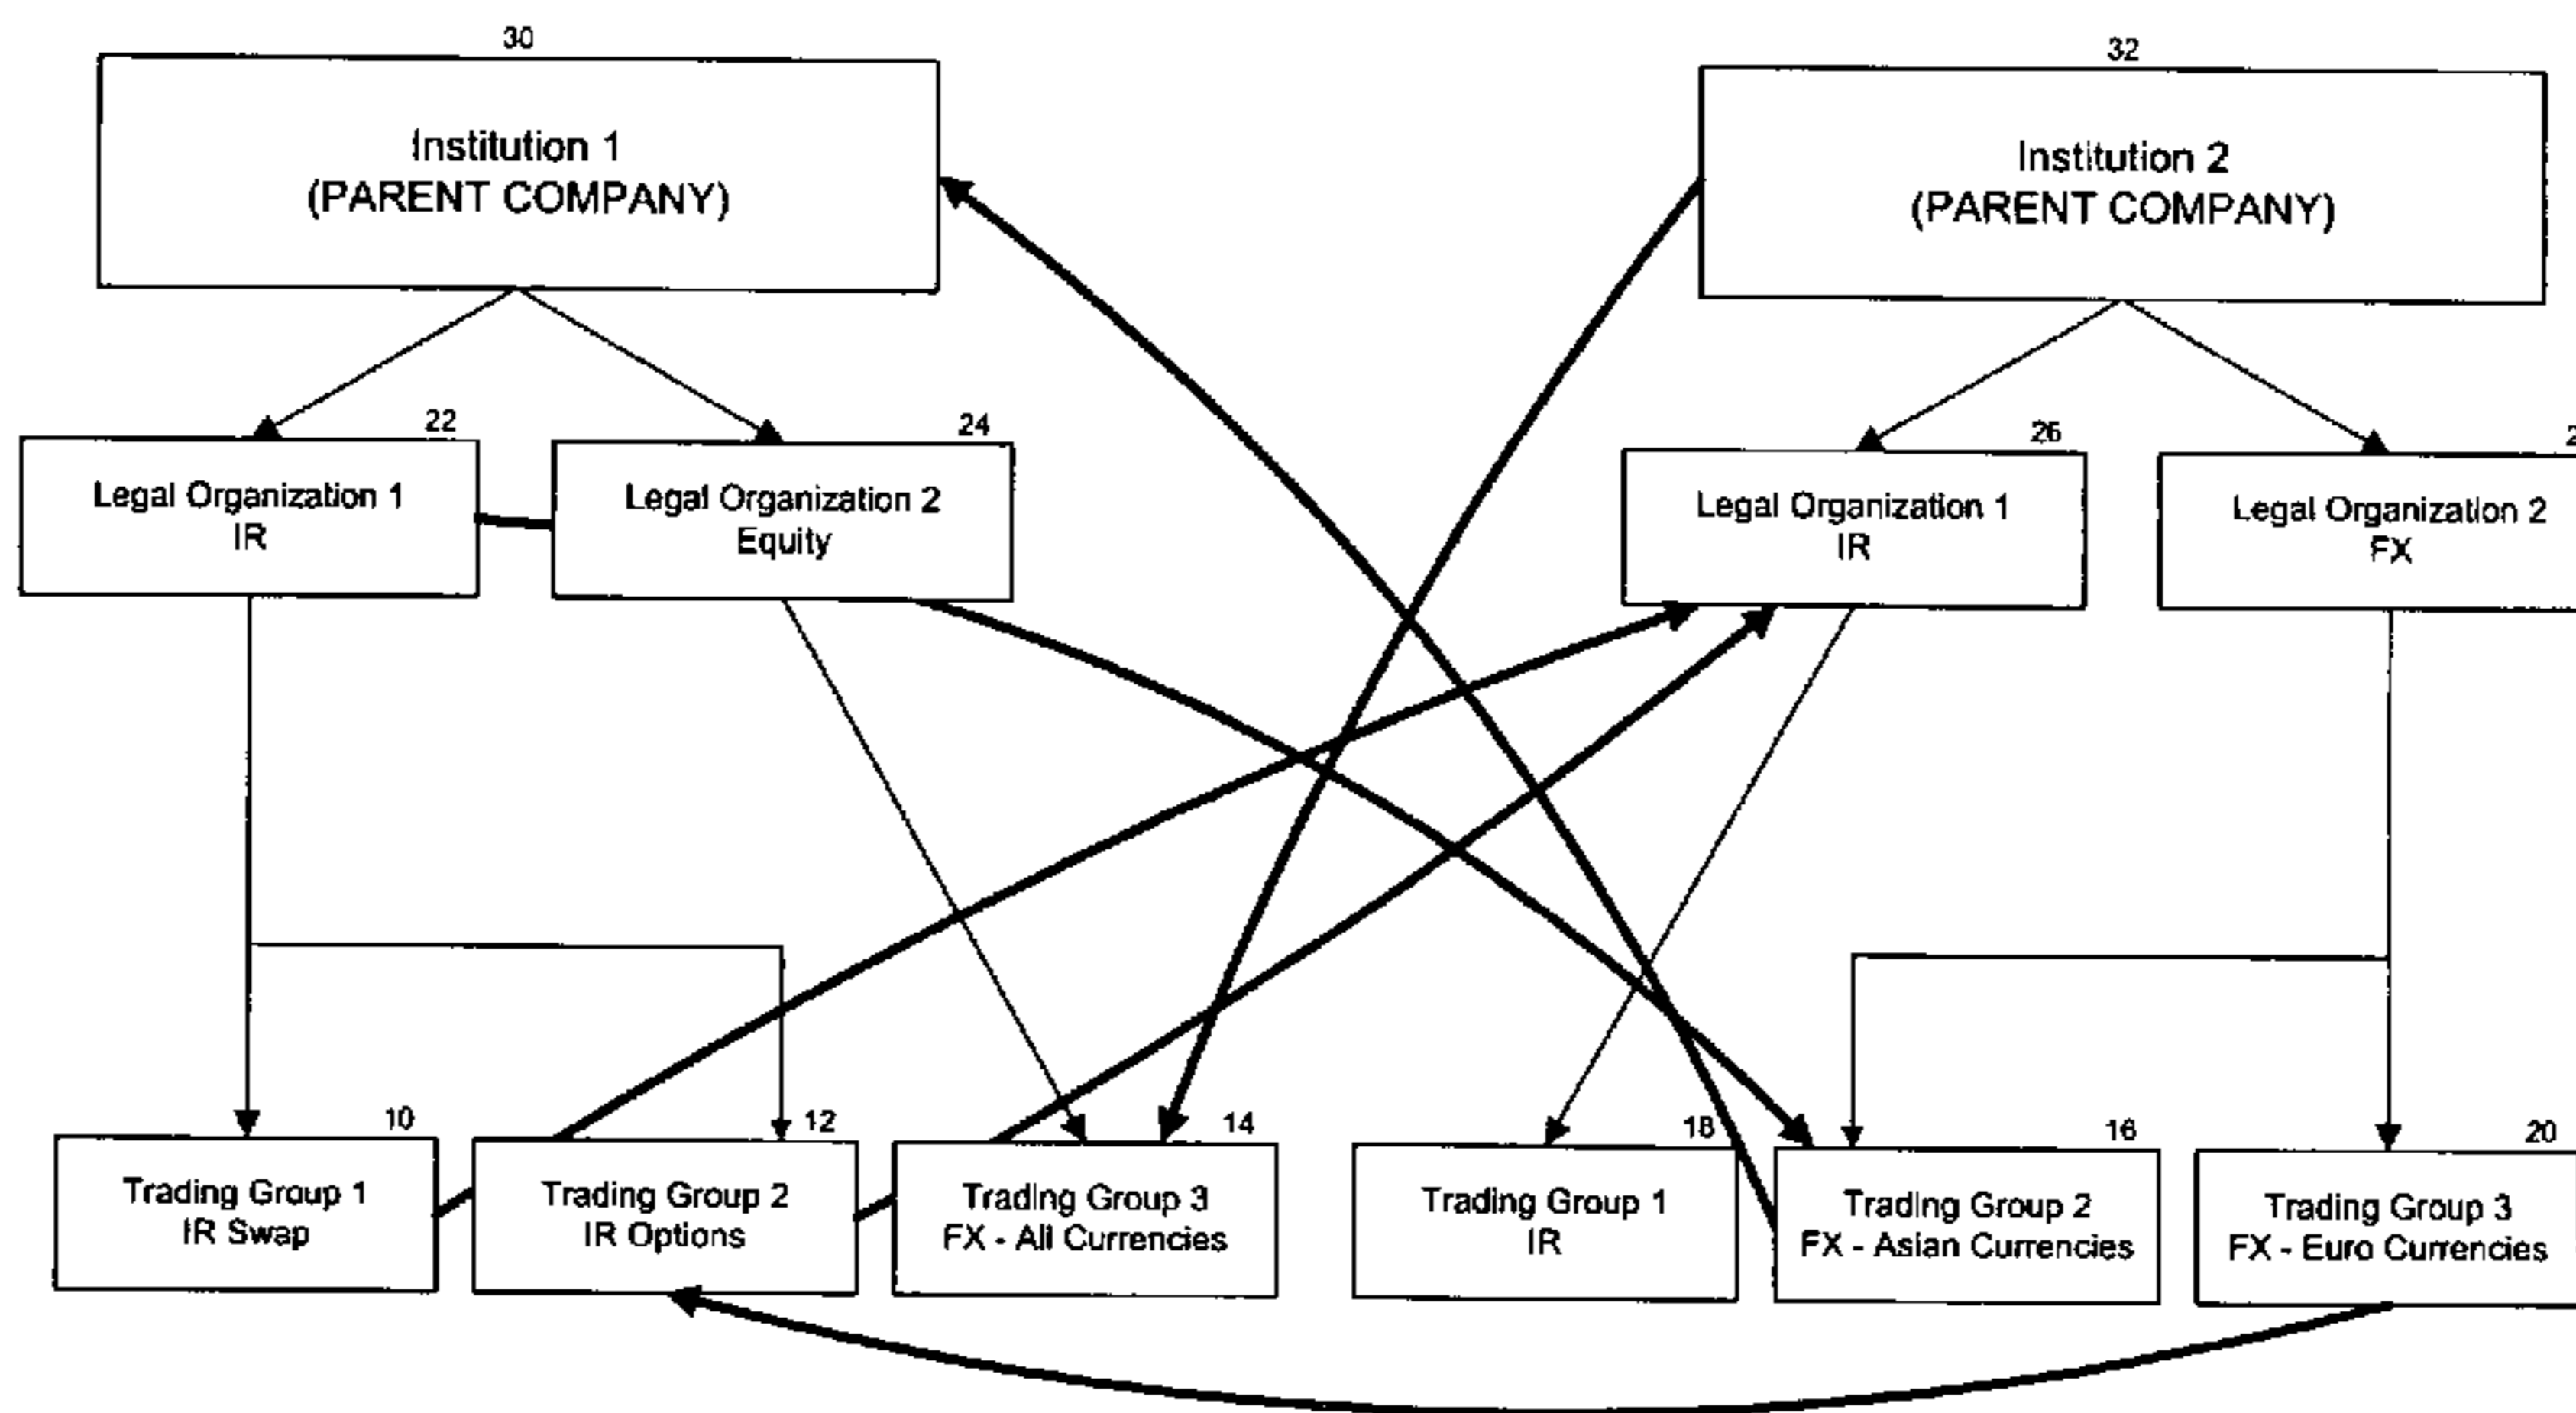 30
32
Institution 1
(PARENT COMPANY)
Institution 2
(PARENT COMPANY)
22
24
26
Legal Organization 1
IR
Legal Organization 2
Equity
Legal Organization 1
IR
Legal Organization 2
FX
10
12
14
18
16
20
Trading Group 1
IR Swap
Trading Group 2
IR Options
Trading Group 3
FX - All Currencies
Trading Group 1
IR
Trading Group 2
FX - Asian Currencies
Trading Group 3
FX - Euro Currencies